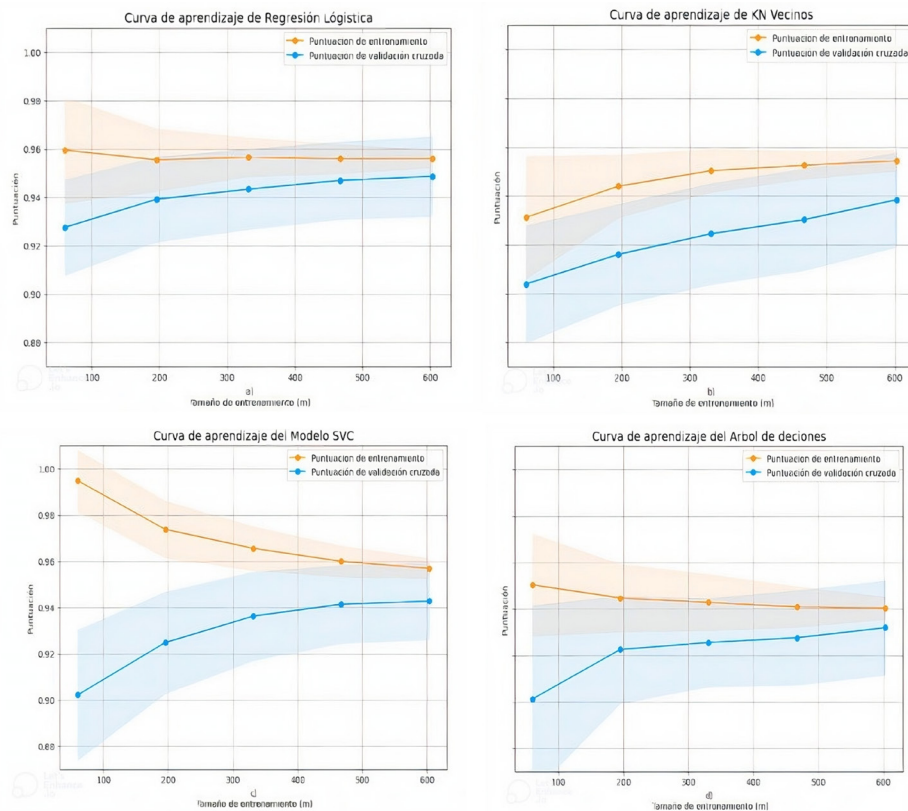 Curva de aprendizaje de Regresión Lógistica
Puntuacion de entrenamiento
Puntuacion de validación cruzada
1.00
0.98
0.96
0.94
0.92
0.90
0.88
Puntuación
100 200 300 400 500 600
a)
Tamaño de entrenamiento (m)
Curva de aprendizaje de KN Vecinos
Puntuacion de entrenamiento
Puntuacion de validación cruzada
100 200 300 400 500 600
b)
Tamaño de entrenamiento (m)
Curva de aprendizaje del Modelo SVC
Puntuacion de entrenamiento
Puntuación de validación cruzada
1.00
0.98
0.96
0.94
0.92
0.90
0.88
Puntuación
100 200 300 400 500 600
c)
Tamaño de entrenamiento (m)
Curva de aprendizaje del Arbol de deciones
Puntuacion de entrenamiento
Puntuación de validación cruzada
100 200 300 400 500 600
Tamaño de entrenamiento (m)